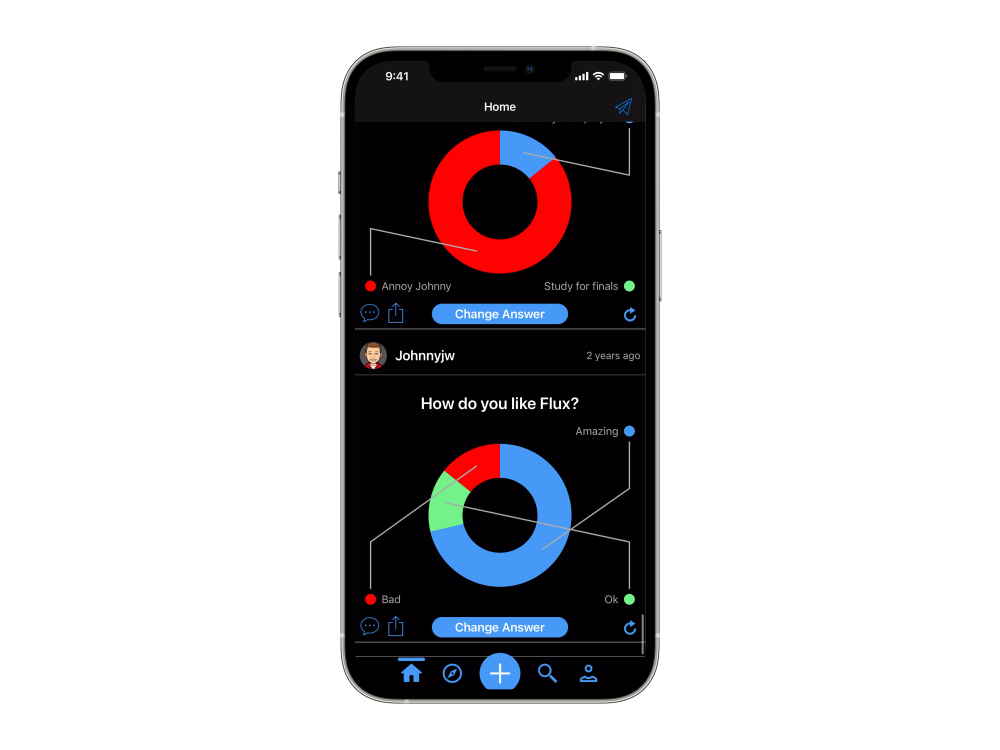 9:41
Home
Annoy Johnny
Study for finals
Change Answer
Johnnyjw
2 years ago
How do you like Flux?
Amazing
Bad
Ok
Change Answer